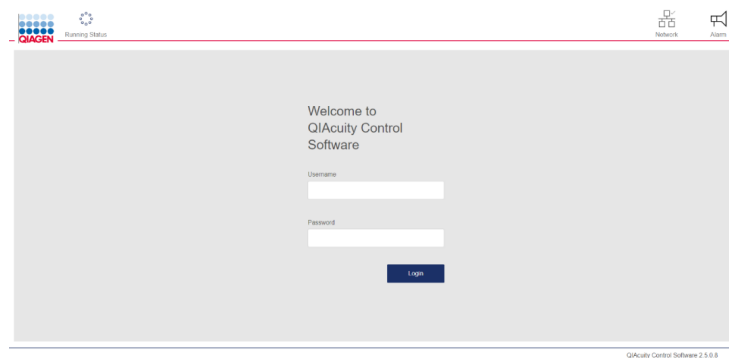 QIAGEN
Running Status
Network
Alarm
Welcome to
QIAcuity Control
Software
Username
Password
Login
QIAcuity Control Software 2.5.0.8